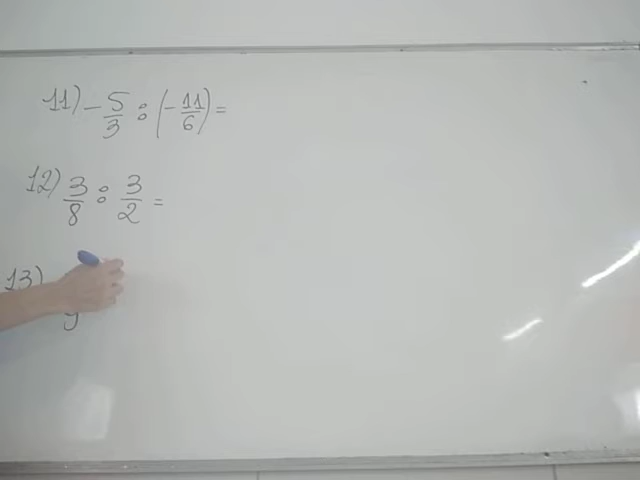 11) -5/3 : (-11/6) =
12) 3/8 : 3/2 =
13)